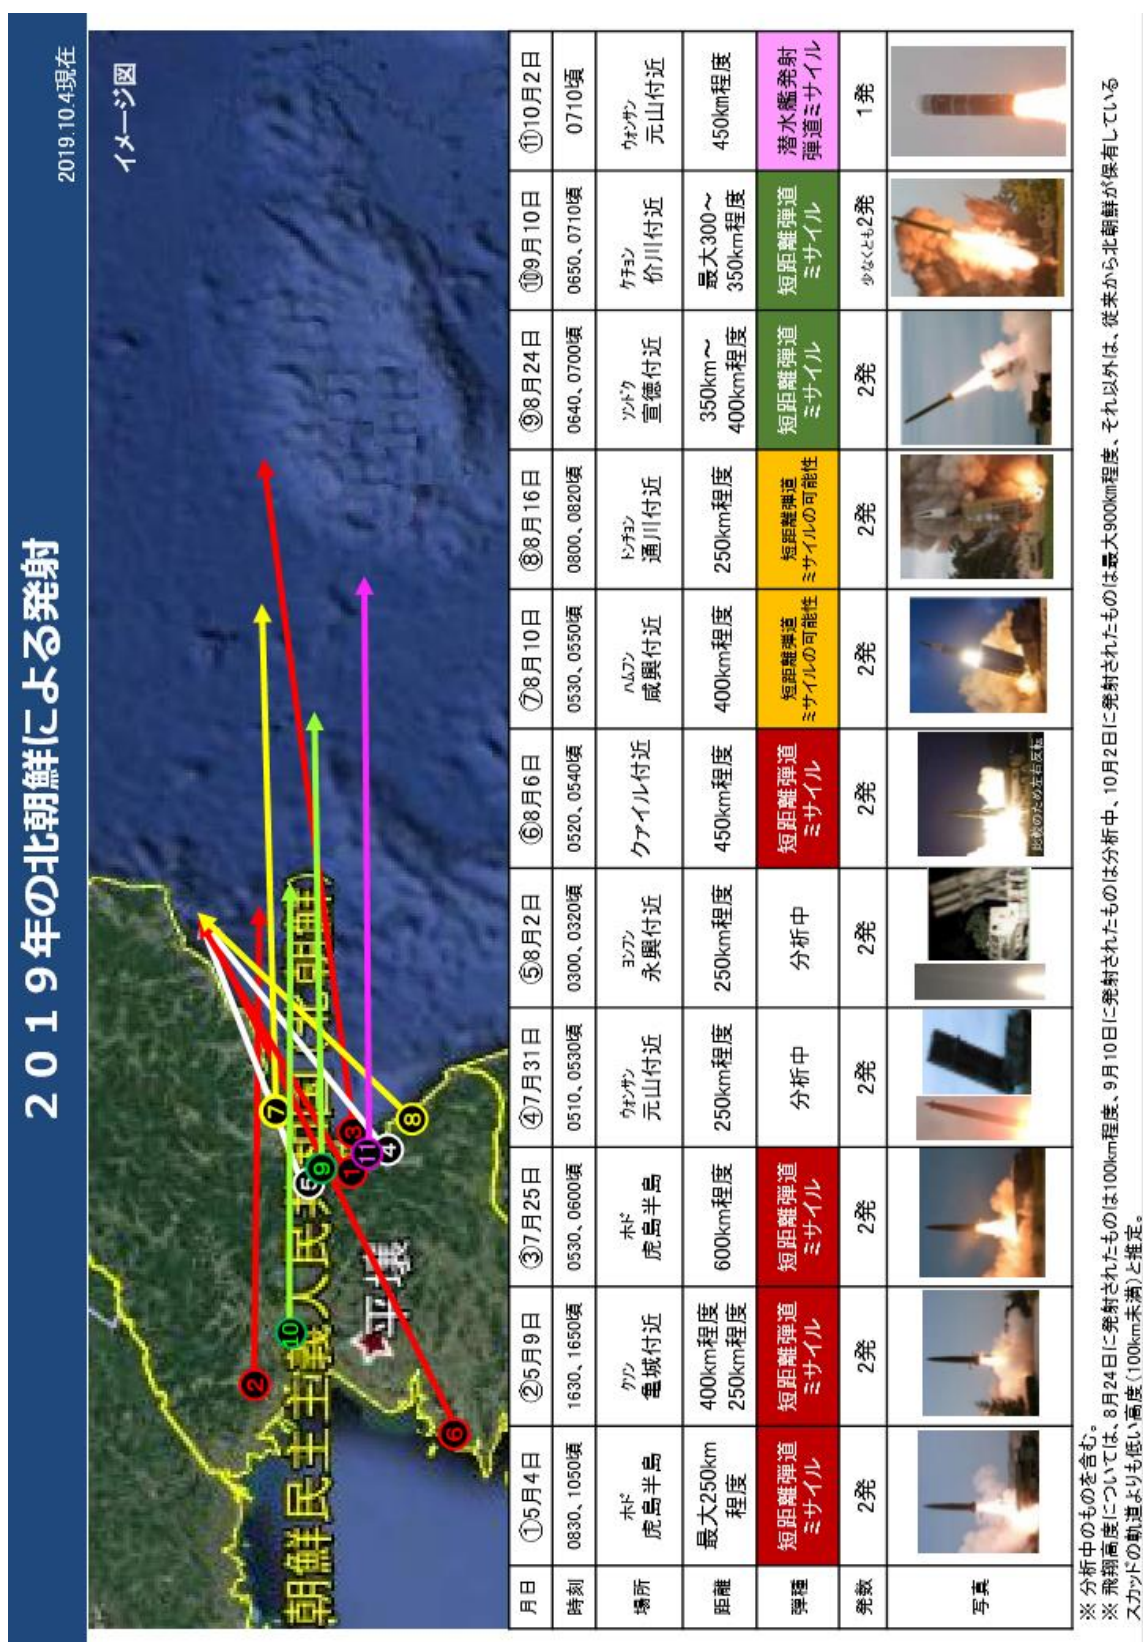 2019年の北朝鮮による発射
2019.10.4現在
イメージ図
朝鮮民主主義人民共和国(北朝鮮)
平壌
1
2
3
4
5
6
7
8
9
10
11
月日 ①5月4日 ②5月9日 ③7月25日 ④7月31日 ⑤8月2日 ⑥8月6日 ⑦8月10日 ⑧8月16日 ⑨8月24日 ⑩9月10日 ⑪10月2日
時刻 0830、1050頃 1630、1650頃 0530、0600頃 0510、0530頃 0300、0320頃 0520、0540頃 0530、0550頃 0800、0820頃 0640、0700頃 0650、0710頃 0710頃
ホド クソン ホド ウォンサン ヨンフン ハムフン トンチョン ソンドク ケチョン ウォンサン
場所 虎島半島 亀城付近 虎島半島 元山付近 永興付近 クァイル付近 咸興付近 通川付近 宣徳付近 价川付近 元山付近
距離 最大250km 400km程度 600km程度 250km程度 250km程度 450km程度 400km程度 250km程度 350km～ 最大300～ 450km程度
程度 250km程度 400km程度 350km程度
弾種 短距離弾道 短距離弾道 短距離弾道 分析中 分析中 短距離弾道 短距離弾道 短距離弾道 短距離弾道 短距離弾道 潜水艦発射
ミサイル ミサイル ミサイル ミサイル ミサイルの可能性 ミサイルの可能性 ミサイル ミサイル 弾道ミサイル
発数 2発 2発 2発 2発 2発 2発 2発 2発 2発 少なくとも2発 1発
写真
比較のため左右反転
※ 分析中のものを含む。
※ 飛翔高度については、8月24日に発射されたものは100km程度、9月10日に発射されたものは分析中、10月2日に発射されたものは最大900km程度、それ以外は、従来から北朝鮮が保有している
スカッドの軌道よりも低い高度(100km未満)と推定。